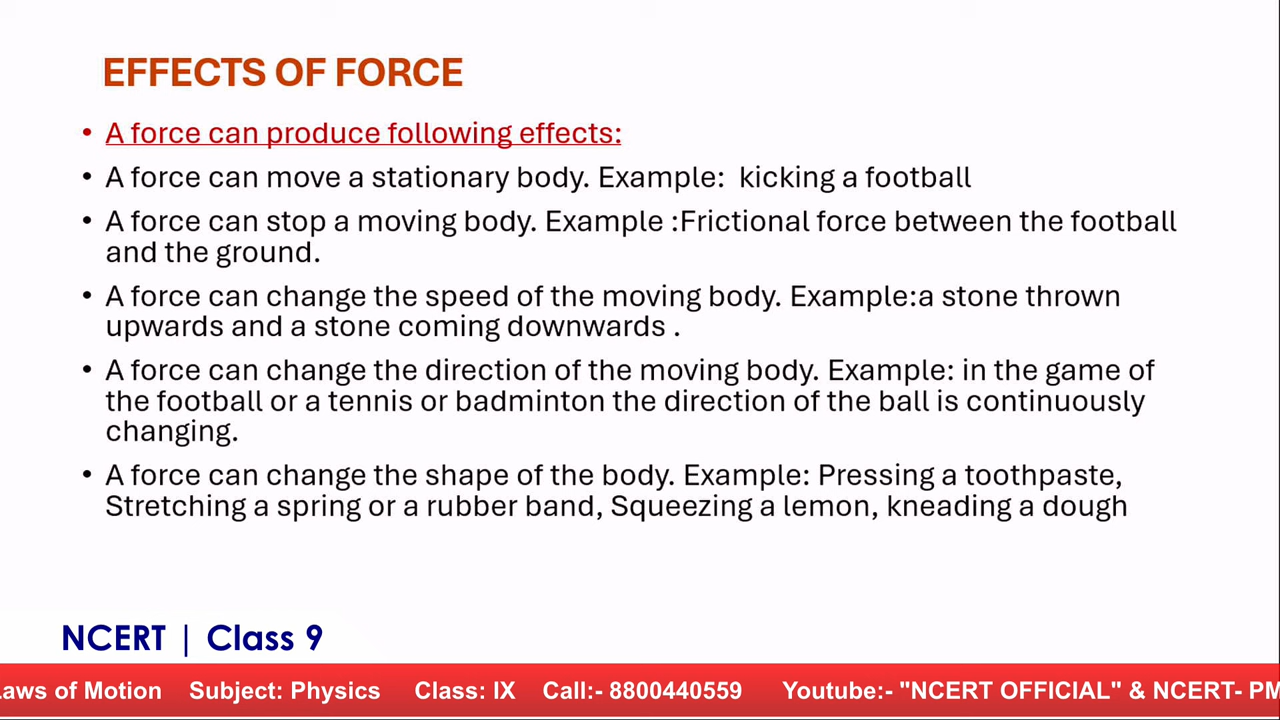 EFFECTS OF FORCE
• A force can produce following effects:
• A force can move a stationary body. Example:  kicking a football
• A force can stop a moving body. Example :Frictional force between the football
and the ground.
• A force can change the speed of the moving body. Example:a stone thrown
upwards and a stone coming downwards .
• A force can change the direction of the moving body. Example: in the game of
the football or a tennis or badminton the direction of the ball is continuously
changing.
• A force can change the shape of the body. Example: Pressing a toothpaste,
Stretching a spring or a rubber band, Squeezing a lemon, kneading a dough
NCERT | Class 9
aws of Motion    Subject: Physics    Class: IX    Call:- 8800440559    Youtube:- "NCERT OFFICIAL" & NCERT- PM